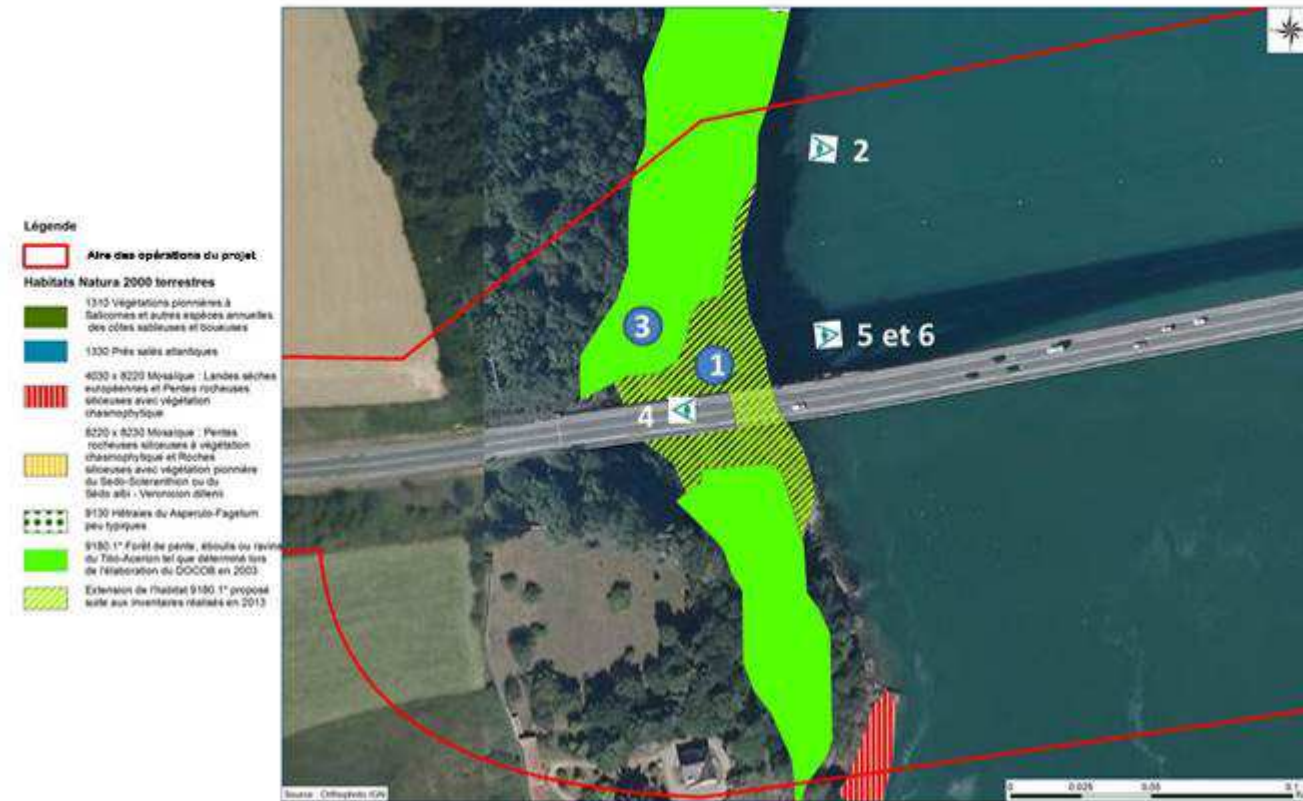 Légende
Aire des opérations du projet
Habitats Natura 2000 terrestres
1310 Végétations pionnières à
Salicornes et autres espèces annuelles
des côtes sableuses et boueuses
1330 Prés salés atlantiques
4030 x 8220 Mosaïque : Landes sèches
européennes et Pentes rocheuses
siliceuses avec végétation
chasmophytique
8220 x 8230 Mosaïque : Pentes
rocheuses siliceuses à végétation
chasmophytique et Roches
siliceuses avec végétation pionnière
du Sedo-Scleranthion ou du
Sedo albi - Veronicion dillenii
9130 Hêtraies du Asperulo-Fagetum
peu typiques
9180.1* Forêt de pente, éboulis ou ravins
du Tilio-Acerion tel que déterminé lors
de l'élaboration du DOCOB en 2003
Extension de l'habitat 9180.1* proposé
suite aux inventaires réalisés en 2013
2
3
5 et 6
1
4
Source : Orthophoto IGN
0 0.025 0.05 0.1